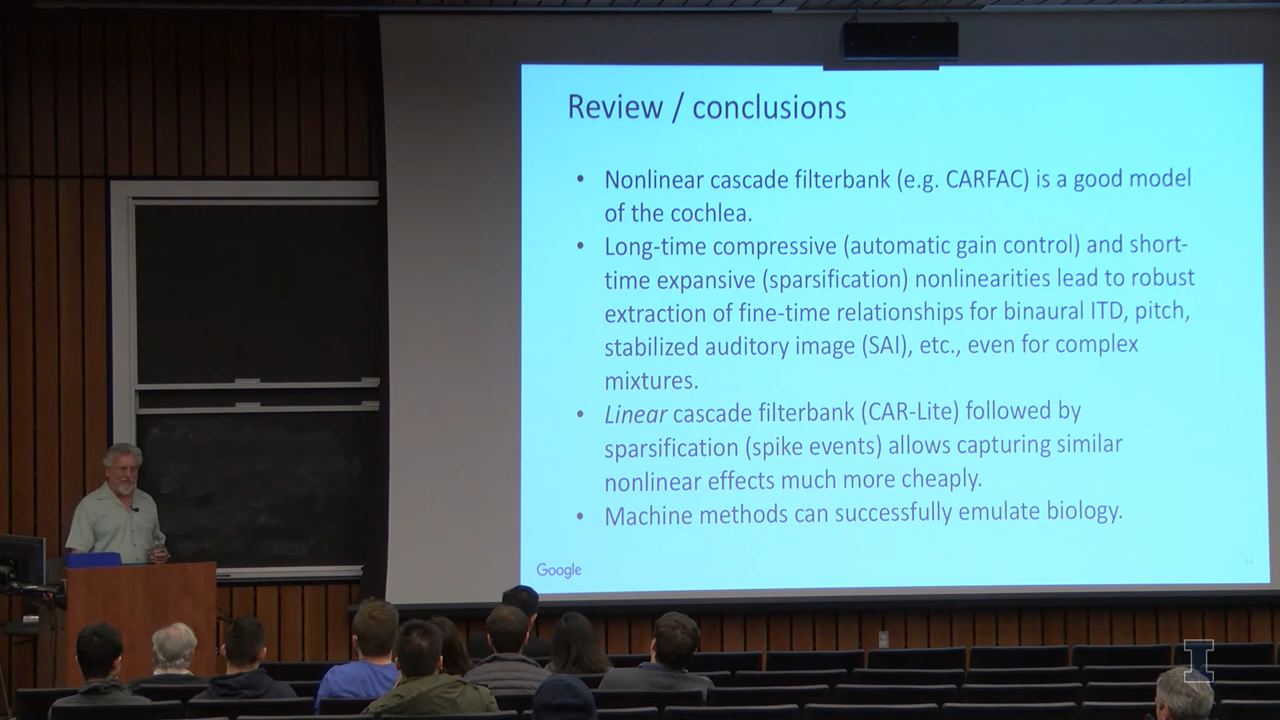 Review / conclusions
• Nonlinear cascade filterbank (e.g. CARFAC) is a good model
of the cochlea.
• Long-time compressive (automatic gain control) and short-
time expansive (sparsification) nonlinearities lead to robust
extraction of fine-time relationships for binaural ITD, pitch,
stabilized auditory image (SAI), etc., even for complex
mixtures.
• Linear cascade filterbank (CAR-Lite) followed by
sparsification (spike events) allows capturing similar
nonlinear effects much more cheaply.
• Machine methods can successfully emulate biology.
Google
I